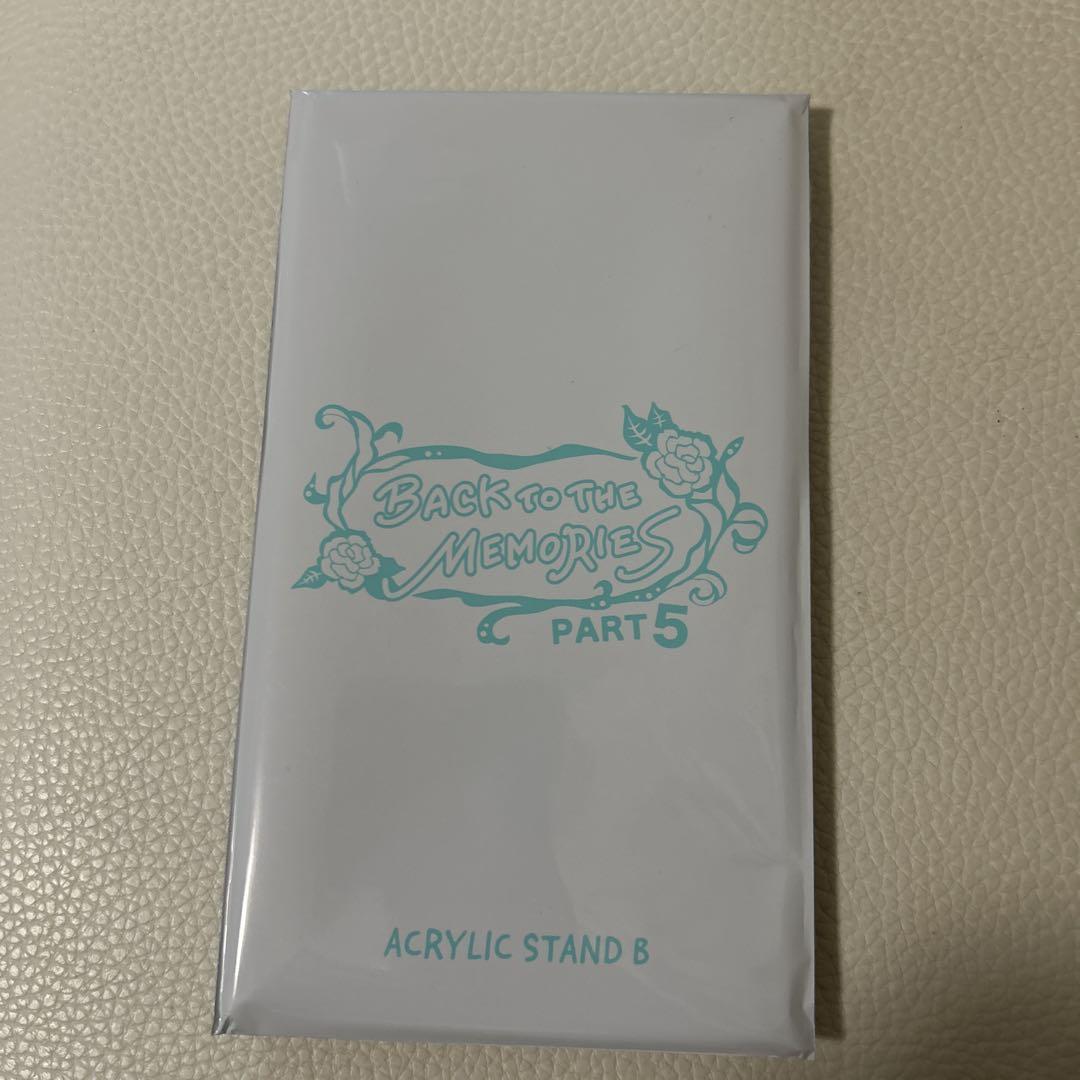 BACK TO THE
MEMORIES
PART 5
ACRYLIC STAND B